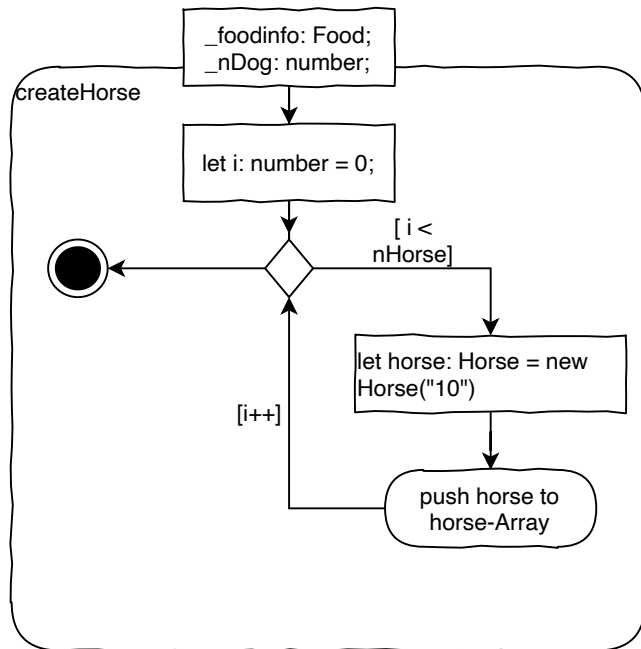 _foodinfo: Food;
_nDog: number;
createHorse
let i: number = 0;
[ i <
nHorse]
let horse: Horse = new
Horse("10")
[i++]
push horse to
horse-Array